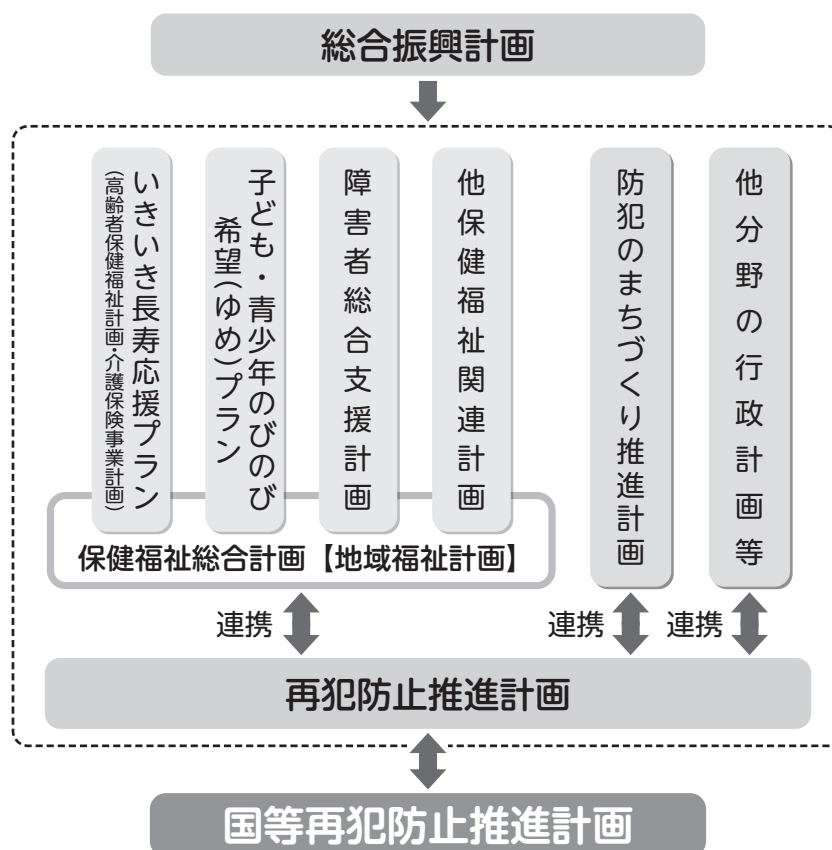 総合振興計画
いきいき長寿応援プラン
(高齢者保健福祉計画・介護保険事業計画)
子ども・青少年のびのび
希望(ゆめ)プラン
障害者総合支援計画
他保健福祉関連計画
防犯のまちづくり推進計画
他分野の行政計画等
保健福祉総合計画【地域福祉計画】
連携
連携
連携
再犯防止推進計画
国等再犯防止推進計画